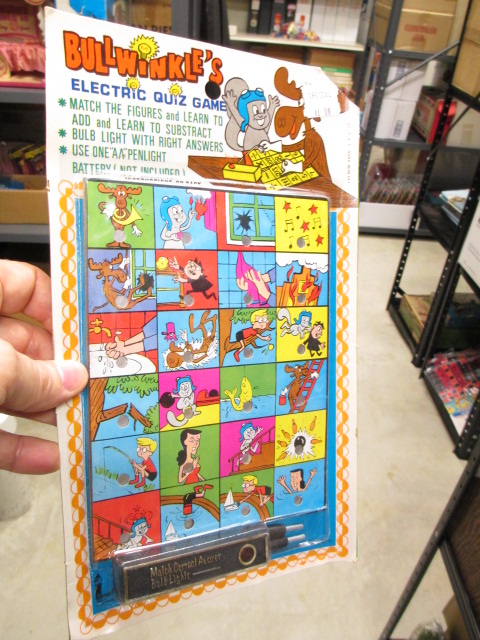 BULLWINKLE'S
ELECTRIC QUIZ GAME
* MATCH THE FIGURES and LEARN TO
ADD and LEARN TO SUBSTRACT
* BULB LIGHT WITH RIGHT ANSWERS
* USE ONE "AA" PENLIGHT
BATTERY (NOT INCLUDED)
Match Correct Answer
Bulb Lights